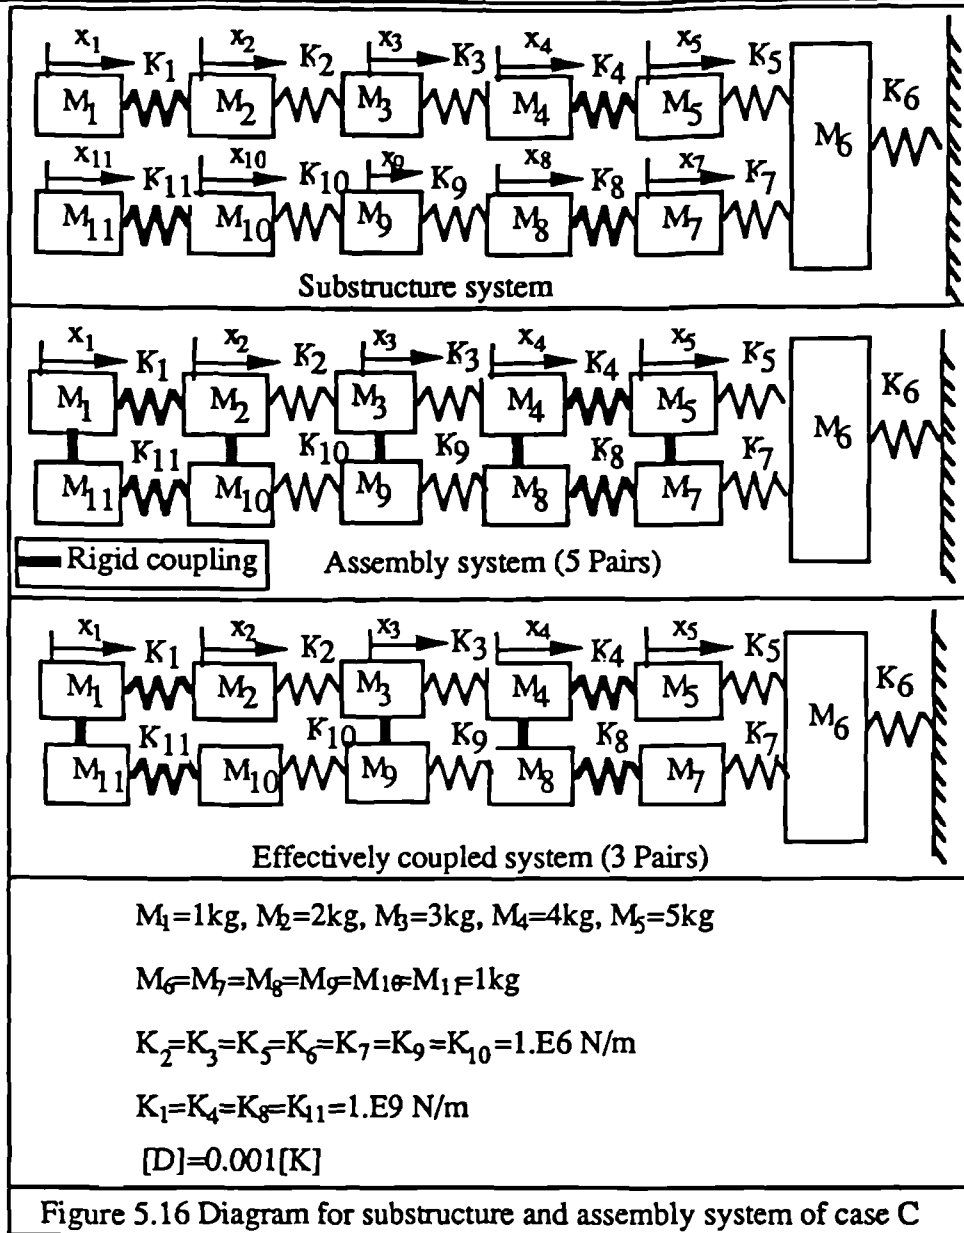 x₁ K₁ x₂ K₂ x₃ K₃ x₄ K₄ x₅ K₅
M₁ M₂ M₃ M₄ M₅ M₆ K₆
x₁₁ K₁₁ x₁₀ K₁₀ x₉ K₉ x₈ K₈ x₇ K₇
M₁₁ M₁₀ M₉ M₈ M₇
Substructure system
x₁ K₁ x₂ K₂ x₃ K₃ x₄ K₄ x₅ K₅
M₁ M₂ M₃ M₄ M₅ M₆ K₆
K₁₁ K₁₀ K₉ K₈ K₇
M₁₁ M₁₀ M₉ M₈ M₇
Rigid coupling Assembly system (5 Pairs)
x₁ K₁ x₂ K₂ x₃ K₃ x₄ K₄ x₅ K₅
M₁ M₂ M₃ M₄ M₅ M₆ K₆
K₁₁ K₁₀ K₉ K₈ K₇
M₁₁ M₁₀ M₉ M₈ M₇
Effectively coupled system (3 Pairs)
M₁=1kg, M₂=2kg, M₃=3kg, M₄=4kg, M₅=5kg
M₆=M₇=M₈=M₉=M₁₀=M₁₁=1kg
K₂=K₃=K₅=K₆=K₇=K₉=K₁₀=1.E6 N/m
K₁=K₄=K₈=K₁₁=1.E9 N/m
[D]=0.001[K]
Figure 5.16 Diagram for substructure and assembly system of case C